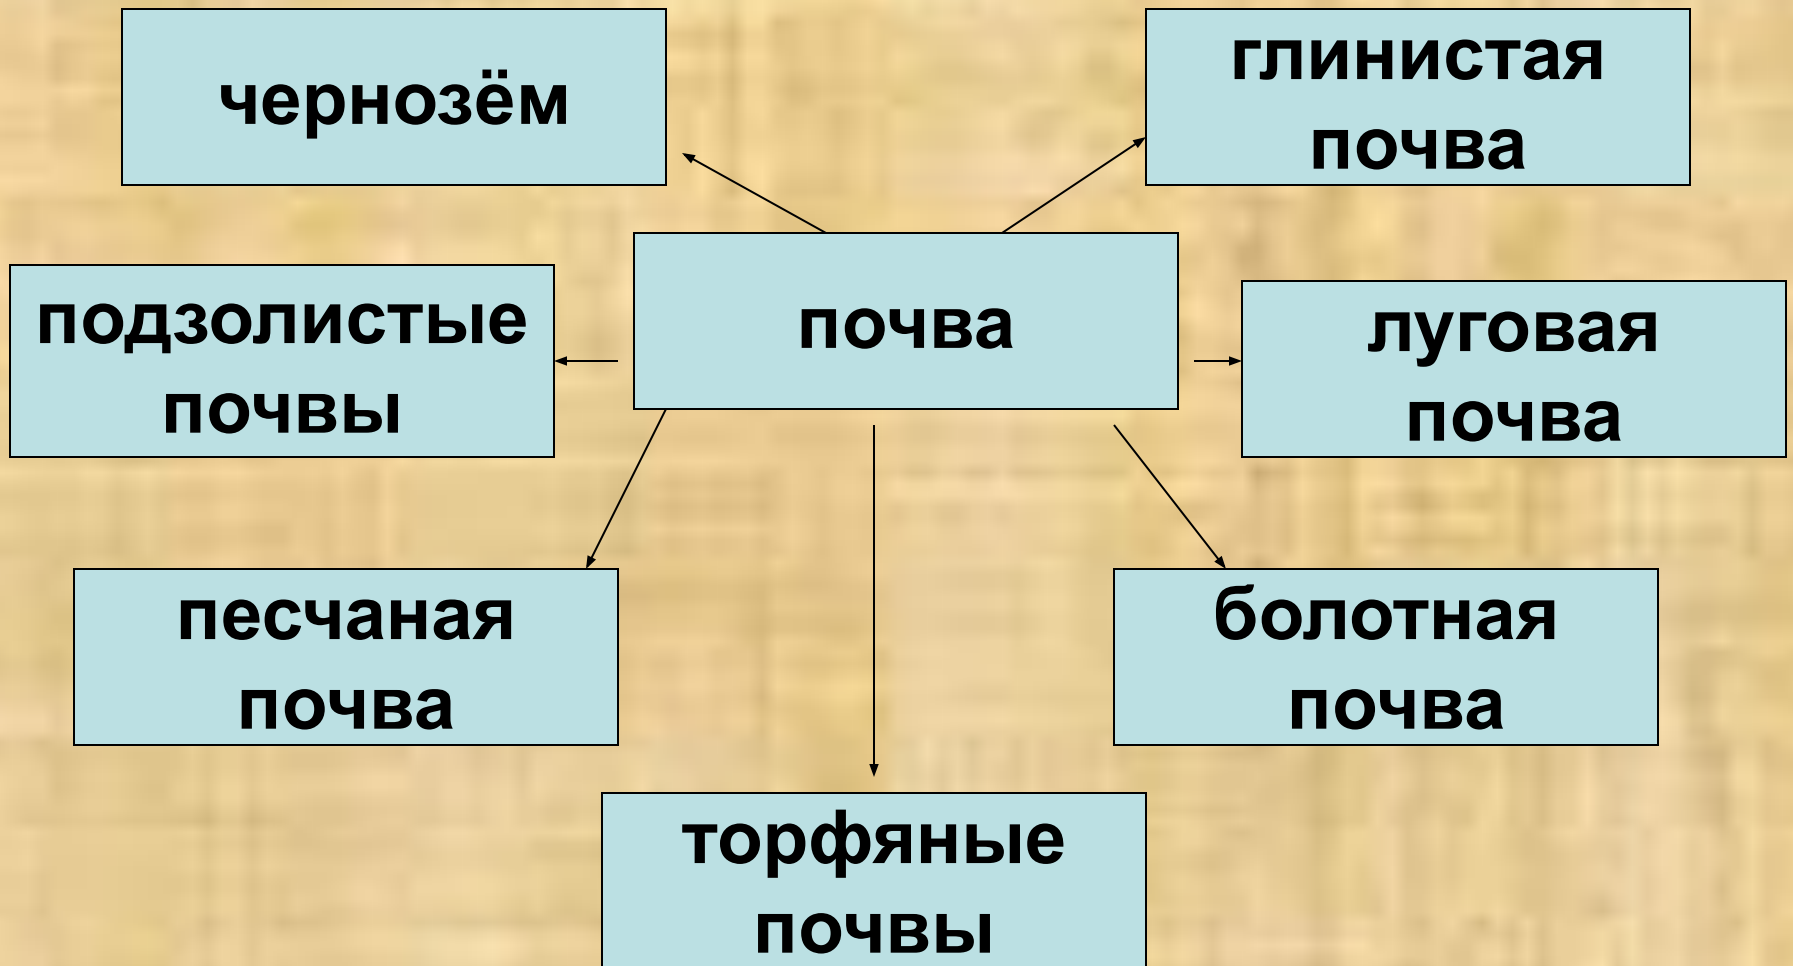 чернозём
глинистая
почва
подзолистые
почвы
почва
луговая
почва
песчаная
почва
болотная
почва
торфяные
почвы